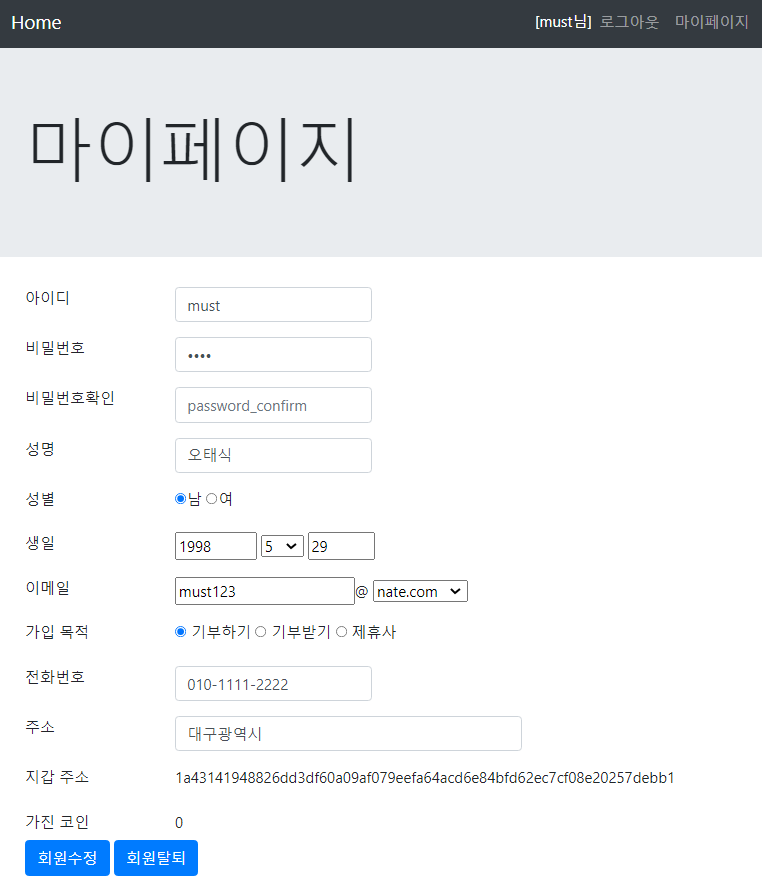 Home [must님] 로그아웃 마이페이지
마이페이지
아이디 must
비밀번호 ••••
비밀번호확인 password_confirm
성명 오태식
성별 남 여
생일 1998 5 29
이메일 must123@ nate.com
가입 목적 기부하기 기부받기 제휴사
전화번호 010-1111-2222
주소 대구광역시
지갑 주소 1a43141948826dd3df60a09af079eefa64acd6e84bfd62ec7cf08e20257debb1
가진 코인 0
회원수정 회원탈퇴